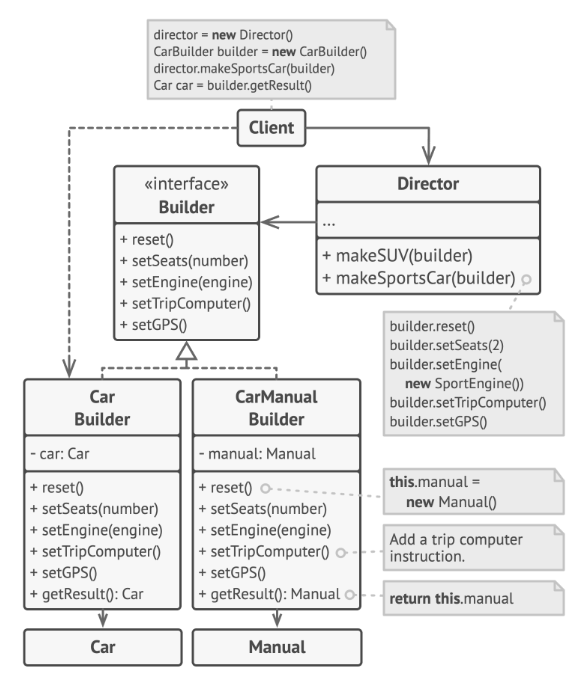 director = new Director()
CarBuilder builder = new CarBuilder()
director.makeSportsCar(builder)
Car car = builder.getResult()
Client
«interface»
Builder
+ reset()
+ setSeats(number)
+ setEngine(engine)
+ setTripComputer()
+ setGPS()
Director
...
+ makeSUV(builder)
+ makeSportsCar(builder)
builder.reset()
builder.setSeats(2)
builder.setEngine(
new SportEngine())
builder.setTripComputer()
builder.setGPS()
Car
Builder
- car: Car
+ reset()
+ setSeats(number)
+ setEngine(engine)
+ setTripComputer()
+ setGPS()
+ getResult(): Car
CarManual
Builder
- manual: Manual
+ reset()
+ setSeats(number)
+ setEngine(engine)
+ setTripComputer()
+ setGPS()
+ getResult(): Manual
this.manual =
new Manual()
Add a trip computer
instruction.
return this.manual
Car
Manual